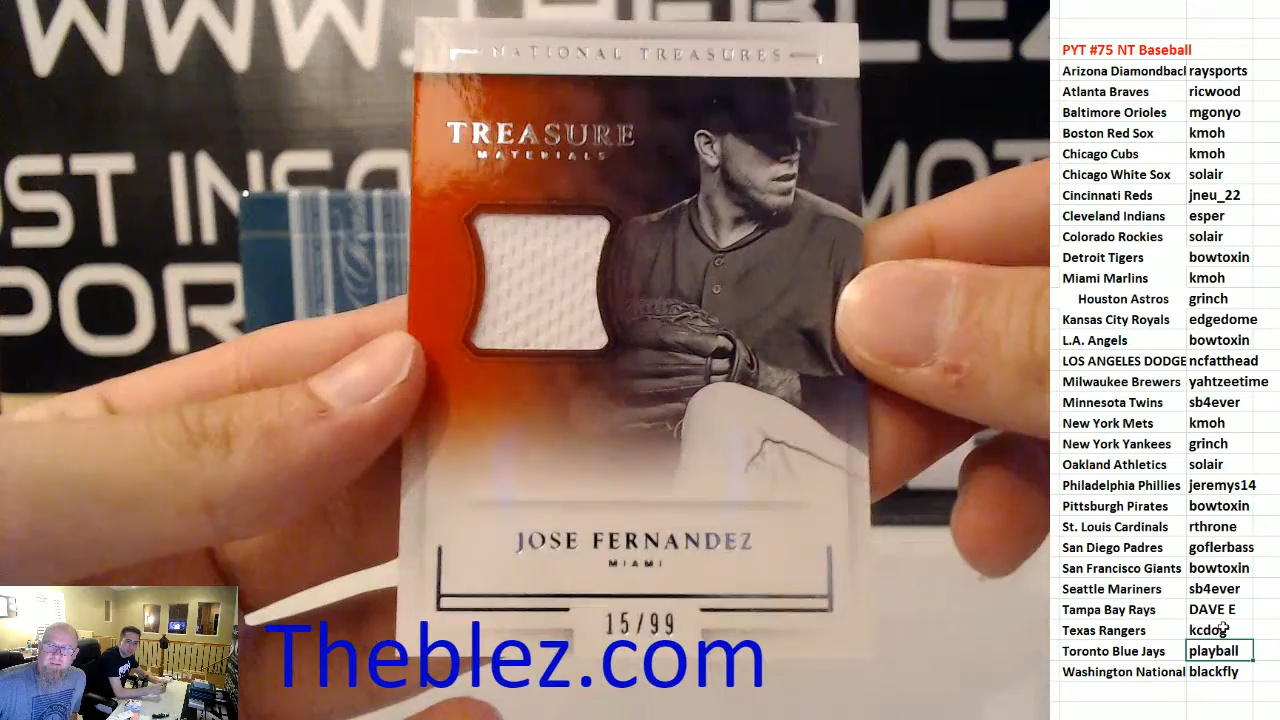 WWW.THEBLEZ
NATIONAL TREASURES
TREASURE
MATERIALS
JOSE FERNANDEZ
MIAMI
15/99
Theblez.com
PYT #75 NT Baseball
Arizona Diamondbacl raysports
Atlanta Braves ricwood
Baltimore Orioles mgonyo
Boston Red Sox kmoh
Chicago Cubs kmoh
Chicago White Sox solair
Cincinnati Reds jneu_22
Cleveland Indians esper
Colorado Rockies solair
Detroit Tigers bowtoxin
Miami Marlins kmoh
Houston Astros grinch
Kansas City Royals edgedome
L.A. Angels bowtoxin
LOS ANGELES DODGE ncfatthead
Milwaukee Brewers yahtzeetime
Minnesota Twins sb4ever
New York Mets kmoh
New York Yankees grinch
Oakland Athletics solair
Philadelphia Phillies jeremys14
Pittsburgh Pirates bowtoxin
St. Louis Cardinals rthrone
San Diego Padres goflerbass
San Francisco Giants bowtoxin
Seattle Mariners sb4ever
Tampa Bay Rays DAVE E
Texas Rangers kcdog
Toronto Blue Jays playball
Washington National blackfly